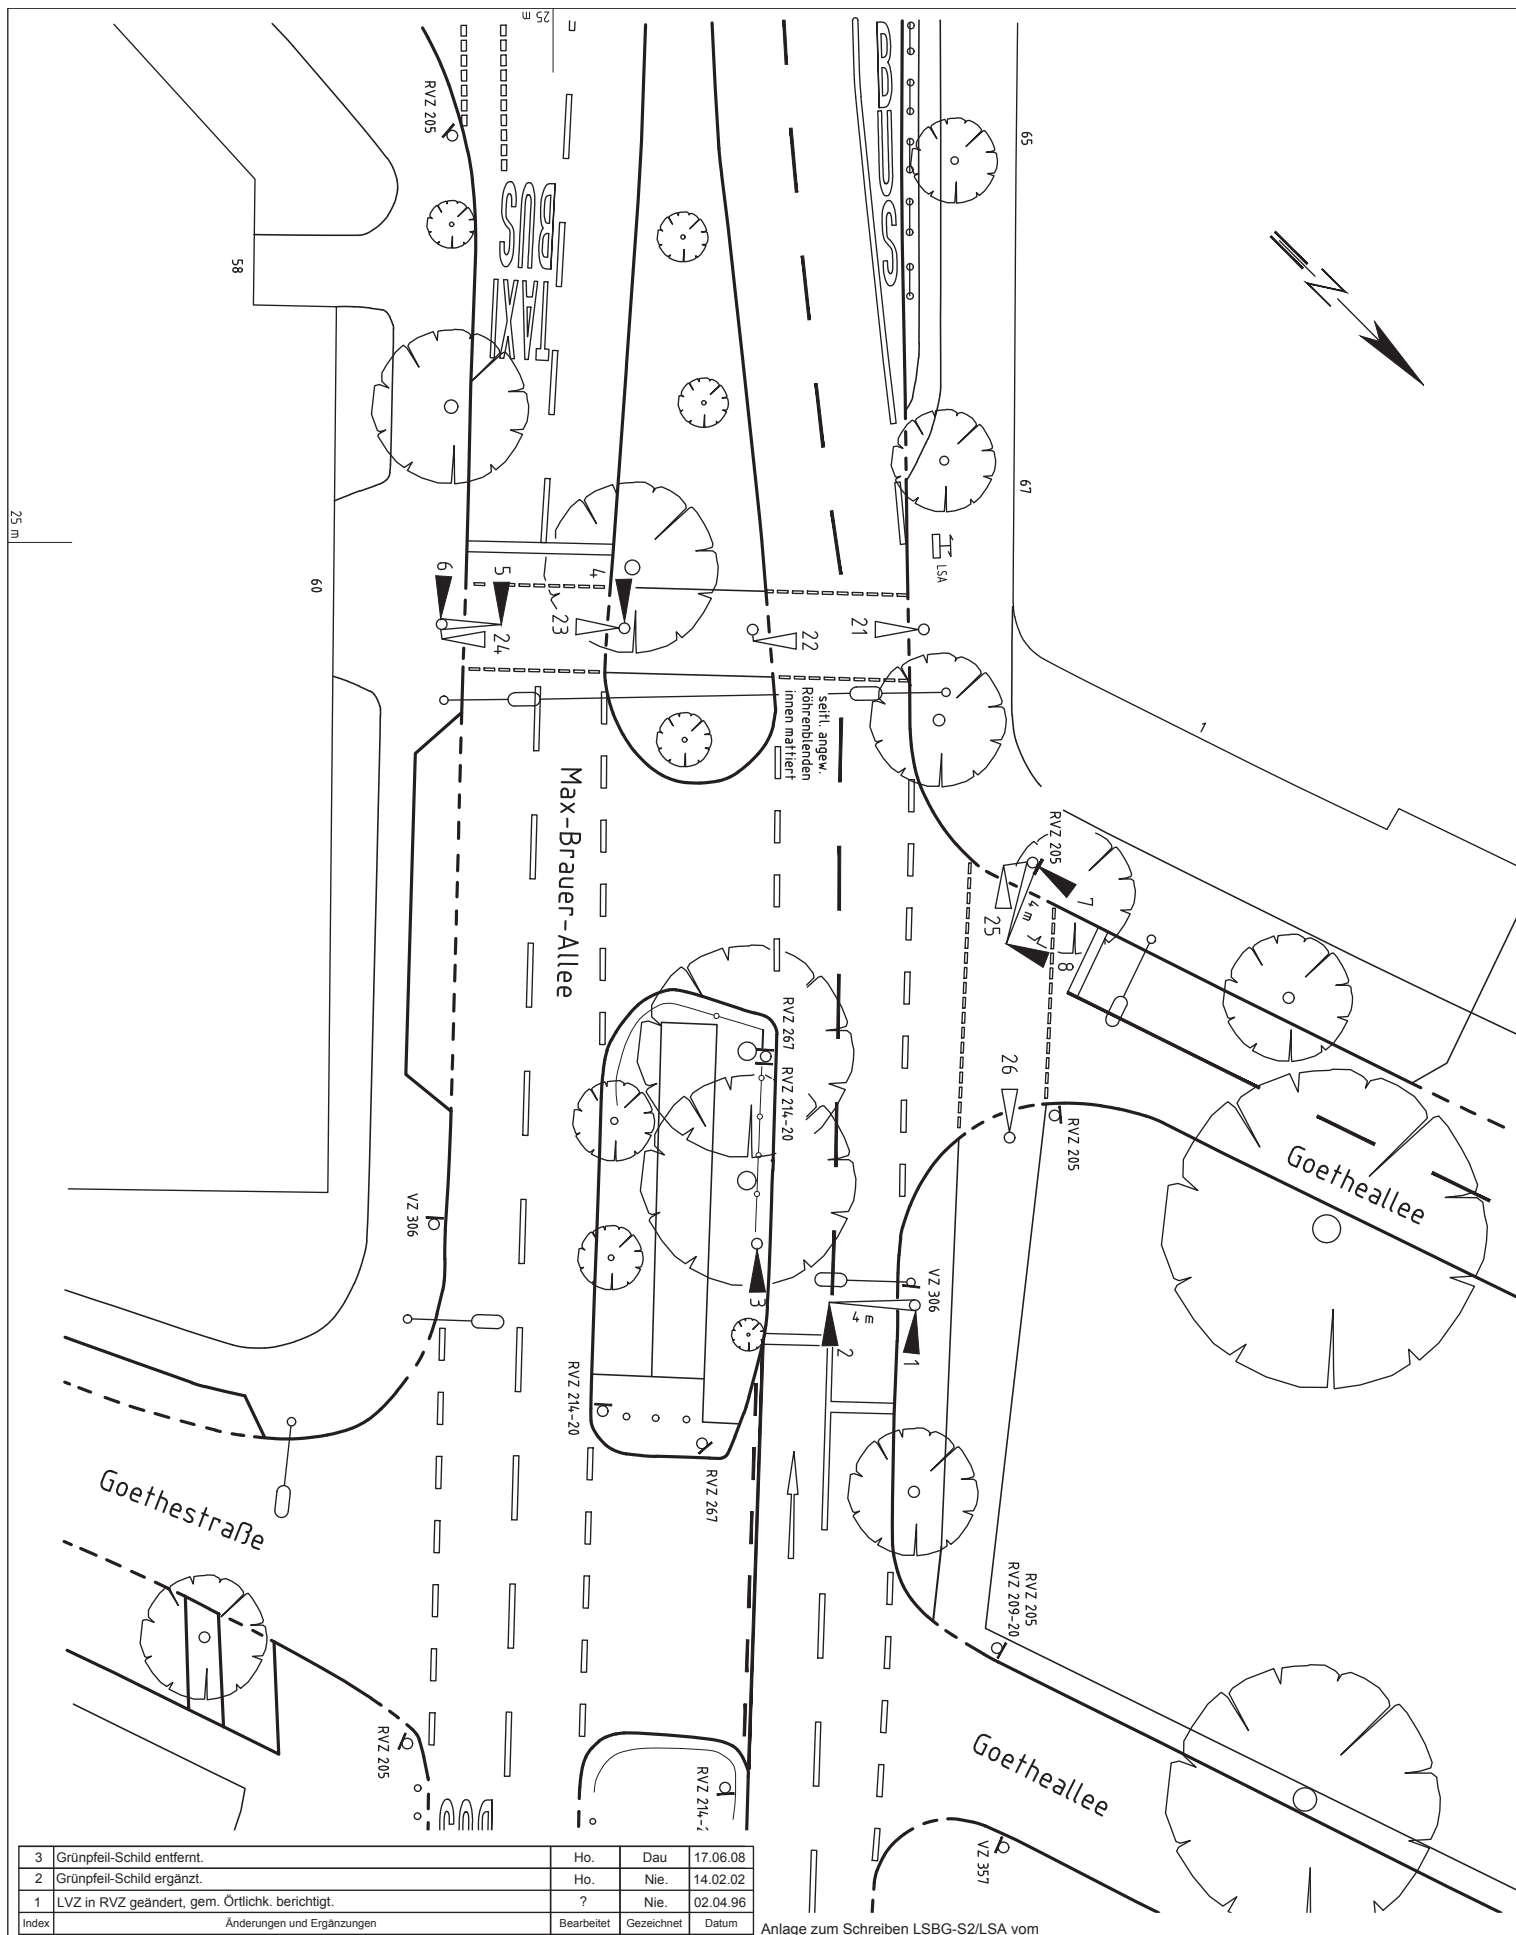 25 m
BUS
RVZ 205
65
BUS
TAXI
58
N
67
LSA
25 m
60
6
5
4
24
23
22
21
seitl. angew.
Röhrenblenden
innen mattiert
1
Max-Brauer-Allee
RVZ 205
7
4 m
25
8
RVZ 267
RVZ 214-20
26
RVZ 205
Goetheallee
VZ 306
VZ 306
3
4 m
2
1
RVZ 214-20
RVZ 267
Goethestraße
RVZ 205
RVZ 209-20
RVZ 205
RVZ 214-2
Goetheallee
VZ 357
3 Grünpfeil-Schild entfernt. Ho. Dau 17.06.08
2 Grünpfeil-Schild ergänzt. Ho. Nie. 14.02.02
1 LVZ in RVZ geändert, gem. Örtlichk. berichtigt. ? Nie. 02.04.96
Index Änderungen und Ergänzungen Bearbeitet Gezeichnet Datum
Anlage zum Schreiben LSBG-S2/LSA vom